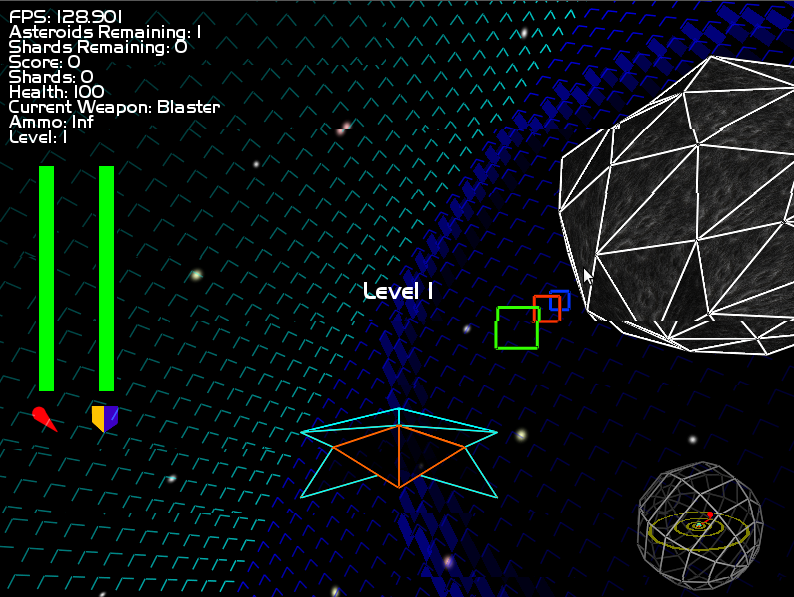 FPS: 128.901
Asteroids Remaining: 1
Shards Remaining: 0
Score: 0
Shards: 0
Health: 100
Current Weapon: Blaster
Ammo: Inf
Level: 1
Level 1